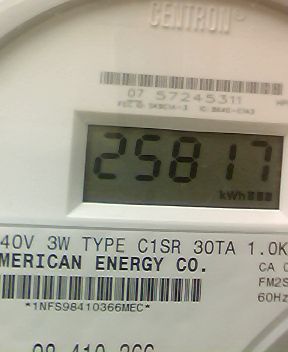 CENTRON®
07 57245311
25817
kWh
40V 3W TYPE C1SR 30TA 1.0K
MERICAN ENERGY CO.
CA 0
FM2S
*1NFS98410366MEC*
60Hz